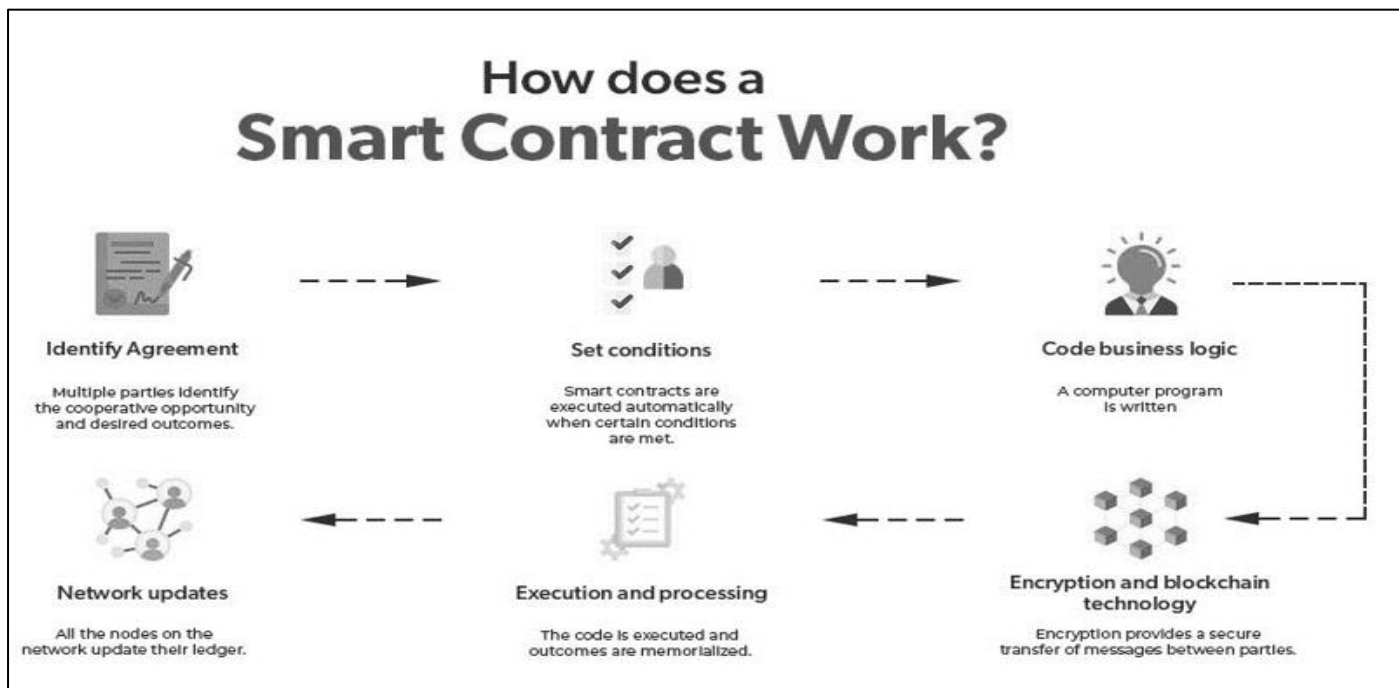 How does a
Smart Contract Work?
Identify Agreement
Multiple parties identify
the cooperative opportunity
and desired outcomes.
Set conditions
Smart contracts are
executed automatically
when certain conditions
are met.
Code business logic
A computer program
is written
Encryption and blockchain
technology
Encryption provides a secure
transfer of messages between parties.
Execution and processing
The code is executed and
outcomes are memorialized.
Network updates
All the nodes on the
network update their ledger.